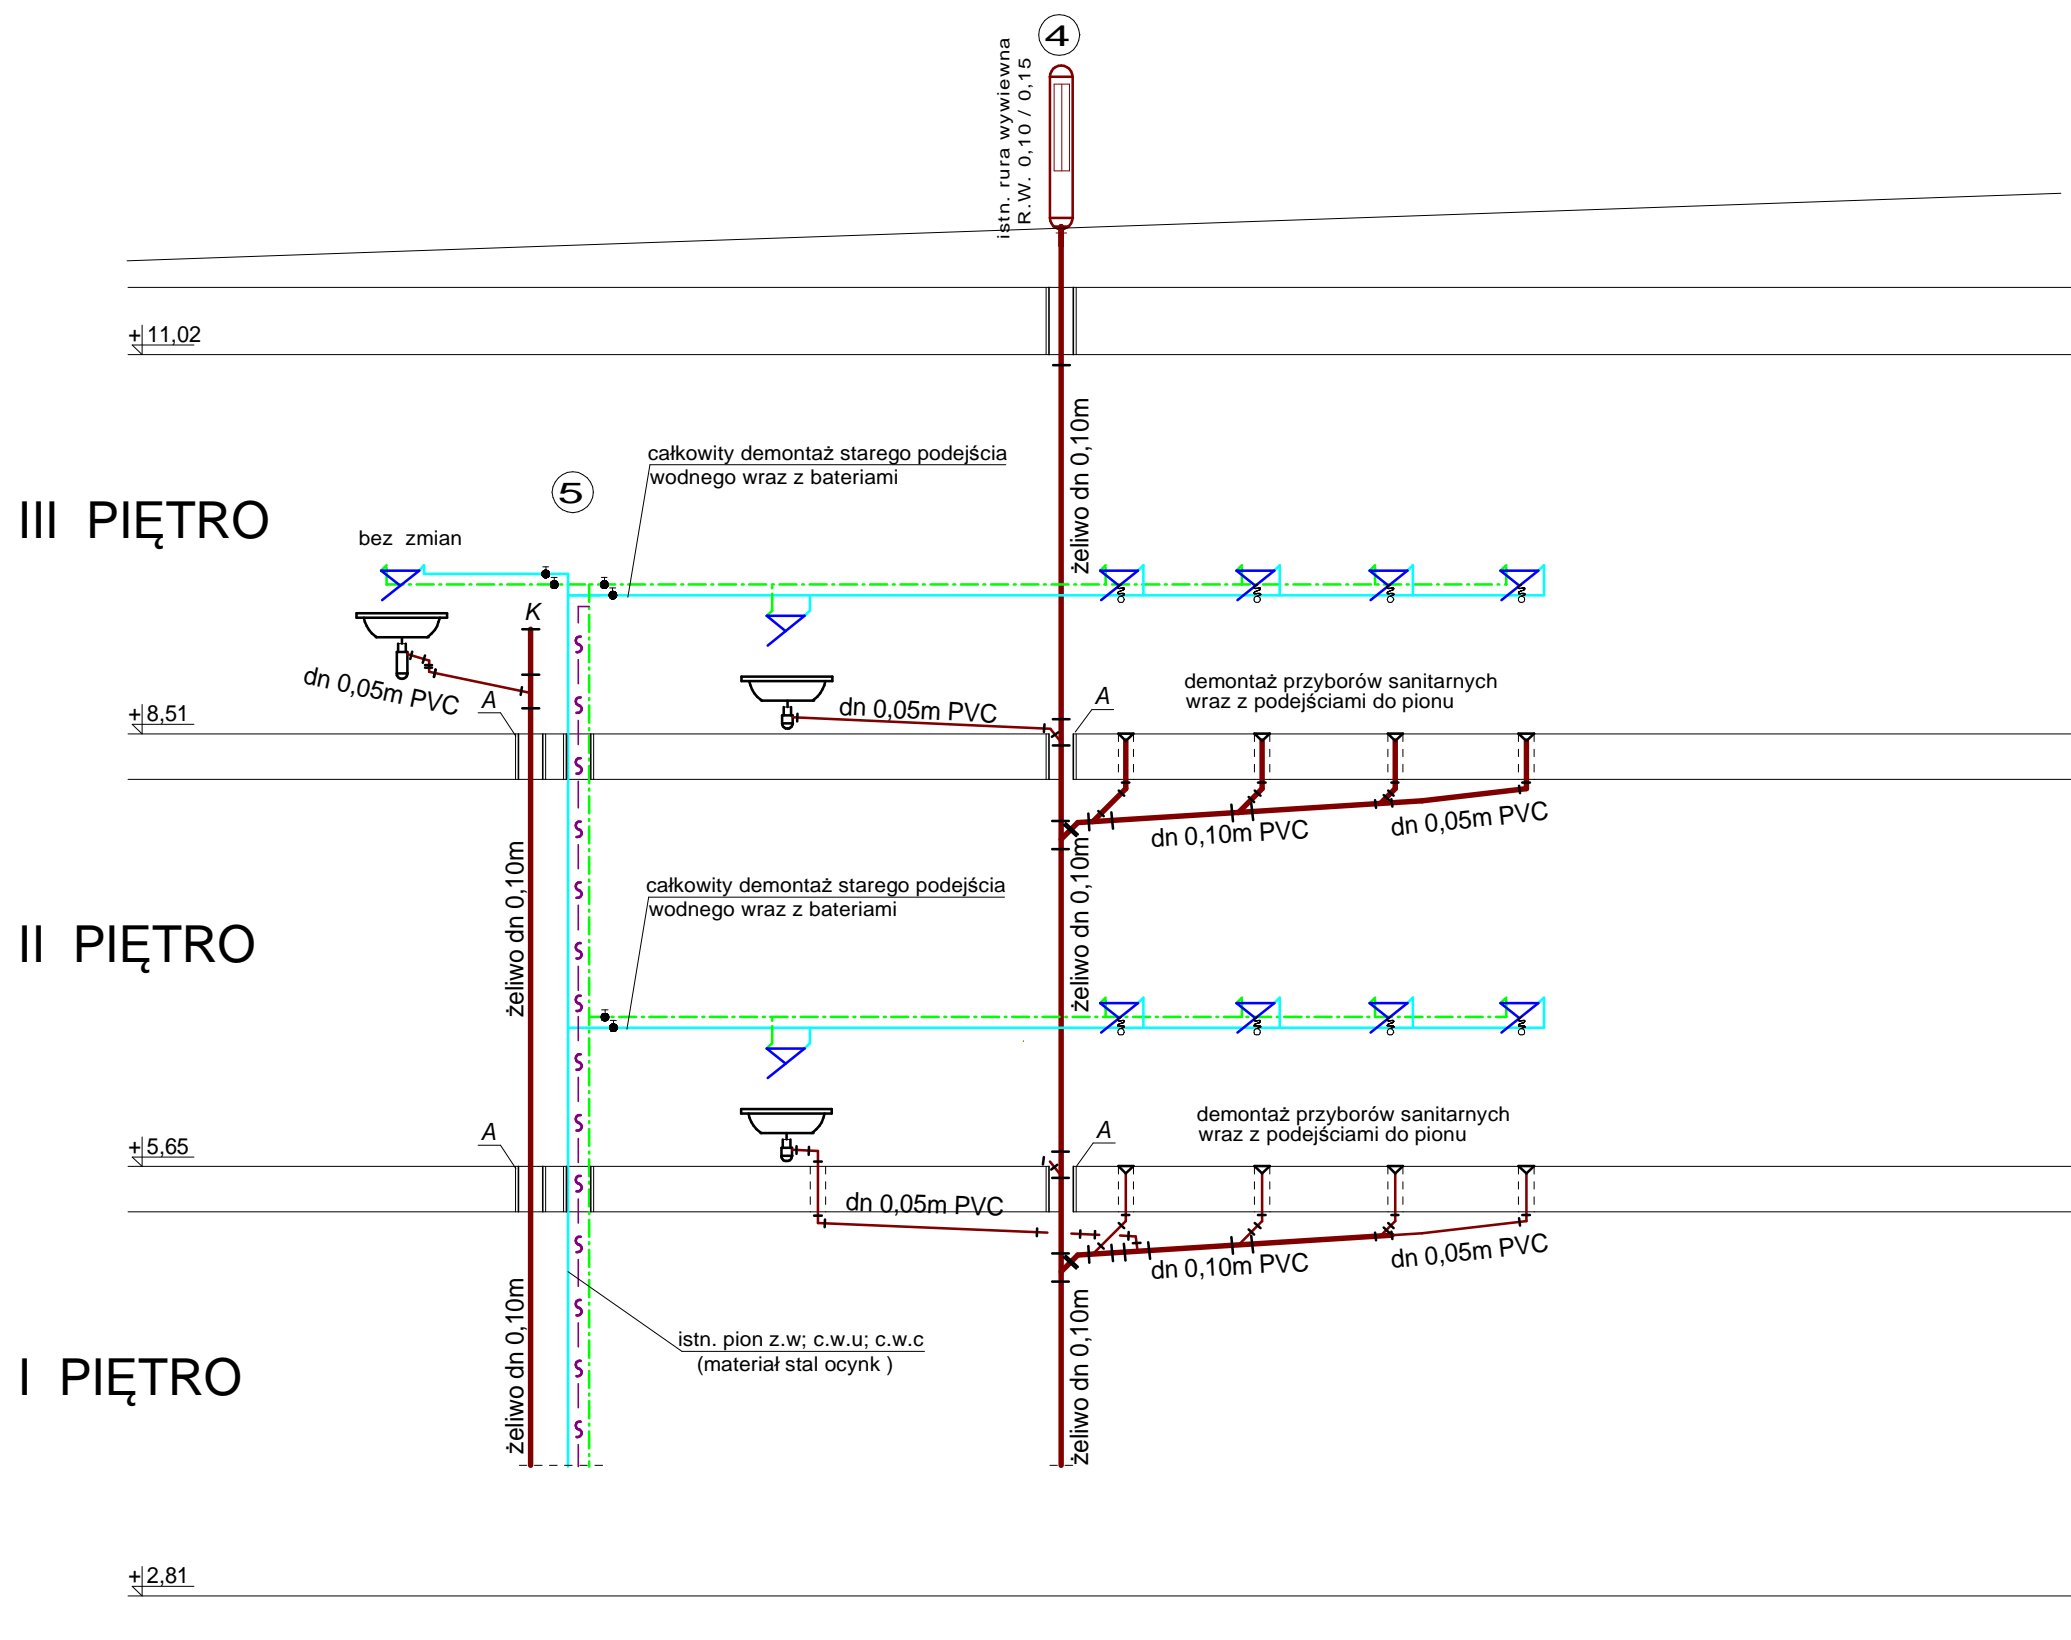 4
istn. rura wywiewna
R.W. 0,10 / 0,15
+11,02
żeliwo dn 0,10m
całkowity demontaż starego podejścia
wodnego wraz z bateriami
5
III PIĘTRO
bez zmian
K
dn 0,05m PVC
A
+8,51
dn 0,05m PVC
A
demontaż przyborów sanitarnych
wraz z podejściami do pionu
dn 0,10m PVC
dn 0,05m PVC
żeliwo dn 0,10m
żeliwo dn 0,10m
całkowity demontaż starego podejścia
wodnego wraz z bateriami
II PIĘTRO
+5,65
A
A
demontaż przyborów sanitarnych
wraz z podejściami do pionu
dn 0,05m PVC
dn 0,10m PVC
dn 0,05m PVC
żeliwo dn 0,10m
żeliwo dn 0,10m
istn. pion z.w; c.w.u; c.w.c
(materiał stal ocynk )
I PIĘTRO
+2,81